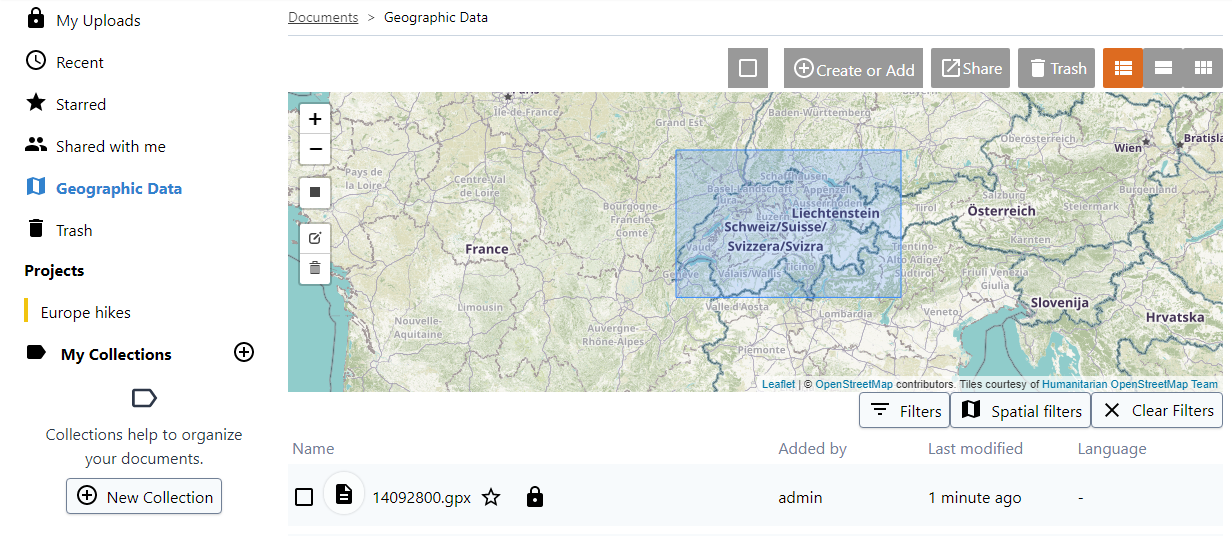 My Uploads
Recent
Starred
Shared with me
Geographic Data
Trash
Projects
Europe hikes
My Collections
Collections help to organize
your documents.
New Collection
Documents > Geographic Data
Create or Add
Share
Trash
+
−
Île-de-France
Grand Est
Baden-Württemberg
Oberösterreich
Wien
Pays de
la Loire
Centre-Val
de Loire
Bourgogne-
Franche-
Comté
Schaffhausen
Basel-Landschaft
Appenzell
Ausserrhoden
Luzern
Liechtenstein
Schweiz/Suisse/
Svizzera/Svizra
Vaud
Genève
Valais/Wallis
Ticino
Tirol
Salzburg
Steiermark
Burgenland
Österreich
Kärnten
Trentino-
Alto Adige/
Südtirol
Friuli Venezia
Giulia
Slovenija
Hrvatska
France
Limousin
Nouvelle-
Aquitaine
Auvergne-
Rhône-Alpes
Valle d'Aosta
Lombardia
Veneto
Piemonte
Leaflet | © OpenStreetMap contributors. Tiles courtesy of Humanitarian OpenStreetMap Team
Filters
Spatial filters
Clear Filters
Name Added by Last modified Language
14092800.gpx admin 1 minute ago -